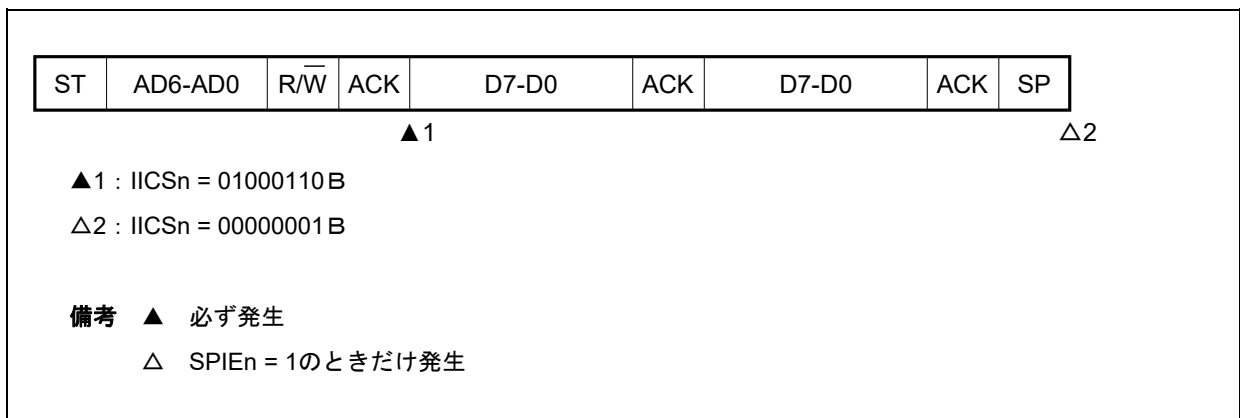 ST AD6-AD0 R/W̅ ACK D7-D0 ACK D7-D0 ACK SP
▲1 △2
▲1：IICSn = 01000110B
△2：IICSn = 00000001B
備考 ▲ 必ず発生
△ SPIEn = 1のときだけ発生